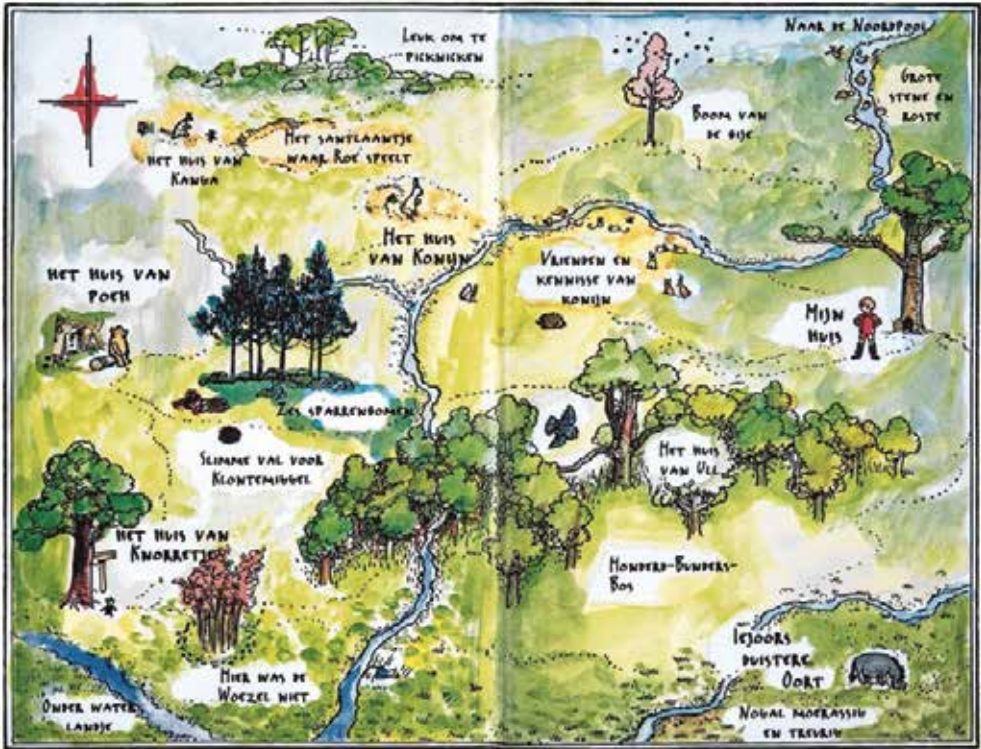 Leuk om te
picknicken
Naar de Noordpool
Grote
stene en
roste
Boom van
de bije
Het huis van
Kanga
Het santlaantje
waar Roe speelt
Het huis
van Konijn
Vrienden en
kennisse van
konijn
Het huis van
Poeh
Mijn
huis
Zes sparrenbomen
Slimme val voor
Klontemiggel
Het huis
van Ull
Het huis van
Knorretje
Honderd-Bunders-
Bos
Hier was de
Woezel niet
Onder water
landje
Iejoors
duistere
Oort
Nogal moerassig
en treurig